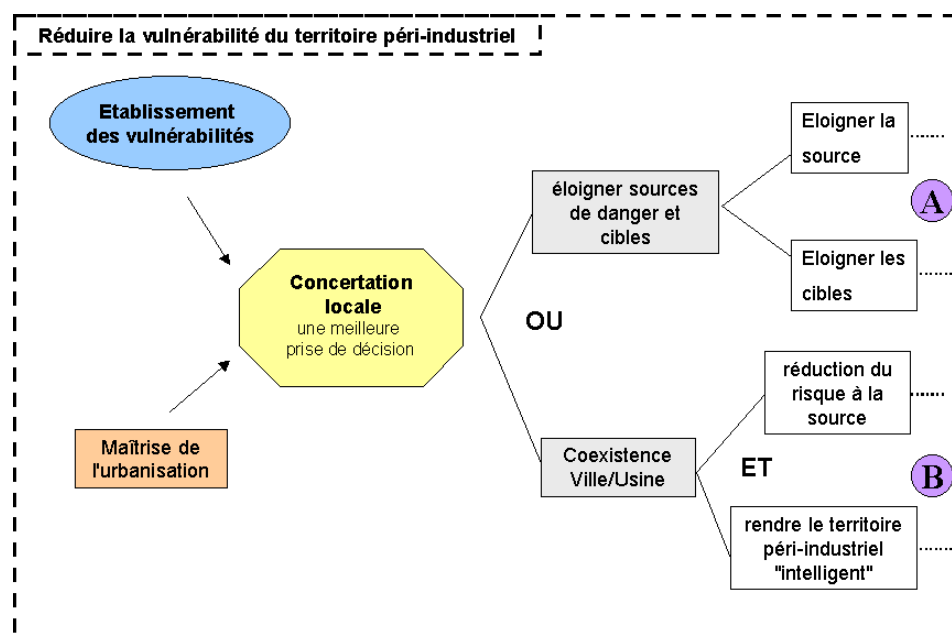 Réduire la vulnérabilité du territoire péri-industriel
Etablissement
des vulnérabilités
Maîtrise de
l'urbanisation
Concertation
locale
une meilleure
prise de décision
OU
éloigner sources
de danger et
cibles
Eloigner la
source
A
Eloigner les
cibles
Coexistence
Ville/Usine
ET
réduction du
risque à la
source
B
rendre le territoire
péri-industriel
"intelligent"